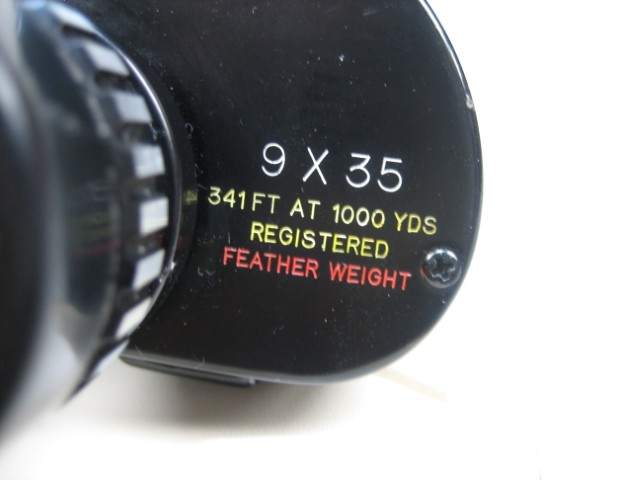 9 X 35
341 FT AT 1000 YDS
REGISTERED
FEATHER WEIGHT